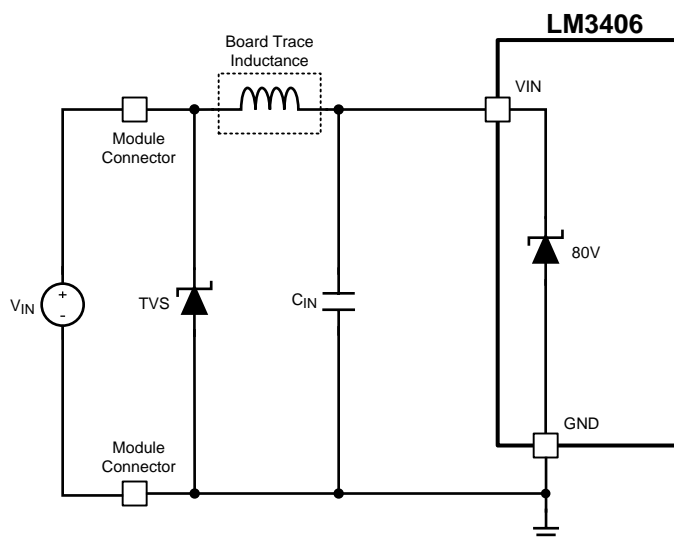 LM3406
Board Trace
Inductance
VIN
Module
Connector
80V
+
-
VIN
TVS
CIN
GND
Module
Connector